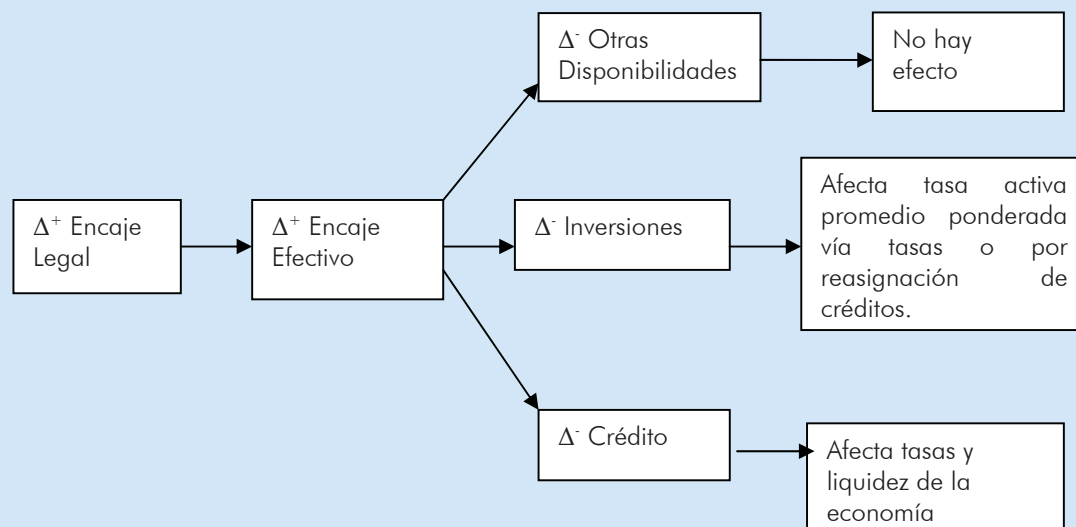 Δ⁺ Encaje
Legal
Δ⁺ Encaje
Efectivo
Δ⁻ Otras
Disponibilidades
No hay
efecto
Δ⁻ Inversiones
Afecta tasa activa
promedio ponderada
vía tasas o por
reasignación de
créditos.
Δ⁻ Crédito
Afecta tasas y
liquidez de la
economía